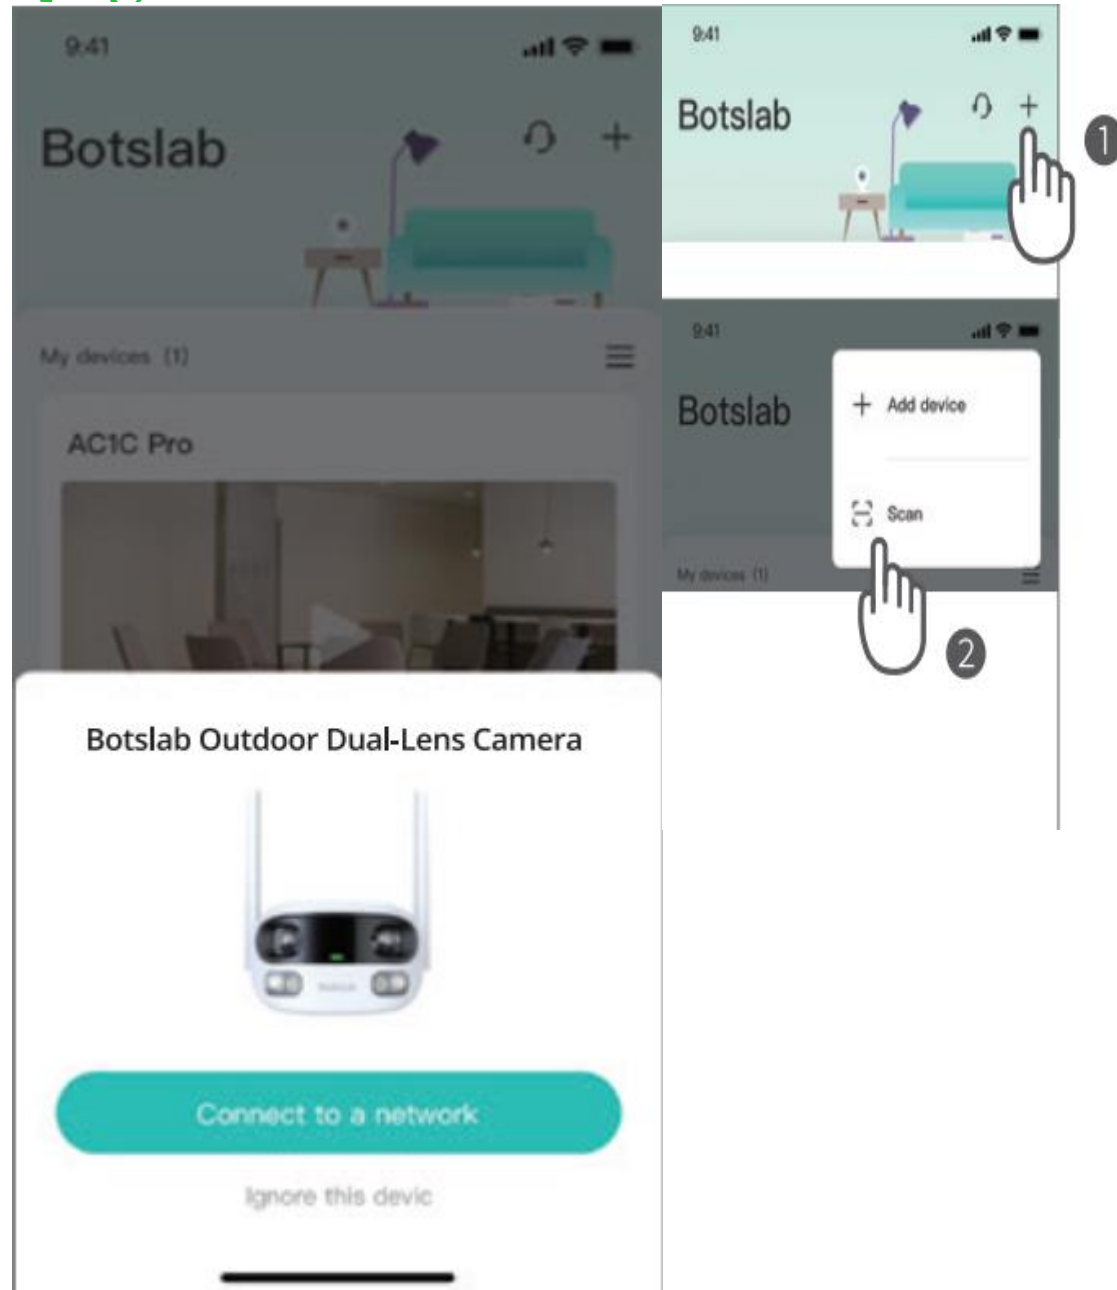 9:41
Botslab
My devices (1)
AC1C Pro
Botslab Outdoor Dual-Lens Camera
Connect to a network
Ignore this devic
9:41
Botslab
1
9:41
Botslab
Add device
Scan
My devices (1)
2